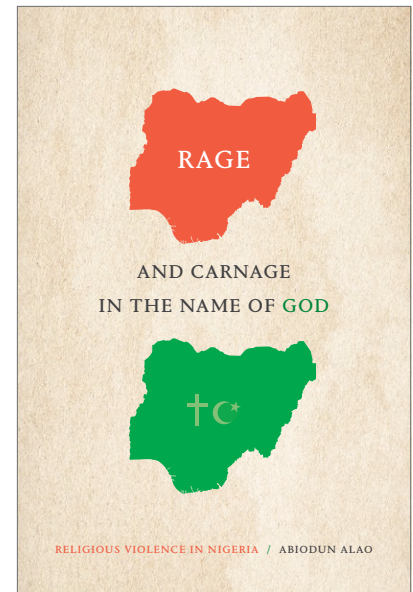 RAGE
AND CARNAGE
IN THE NAME OF GOD
RELIGIOUS VIOLENCE IN NIGERIA / ABIODUN ALAO